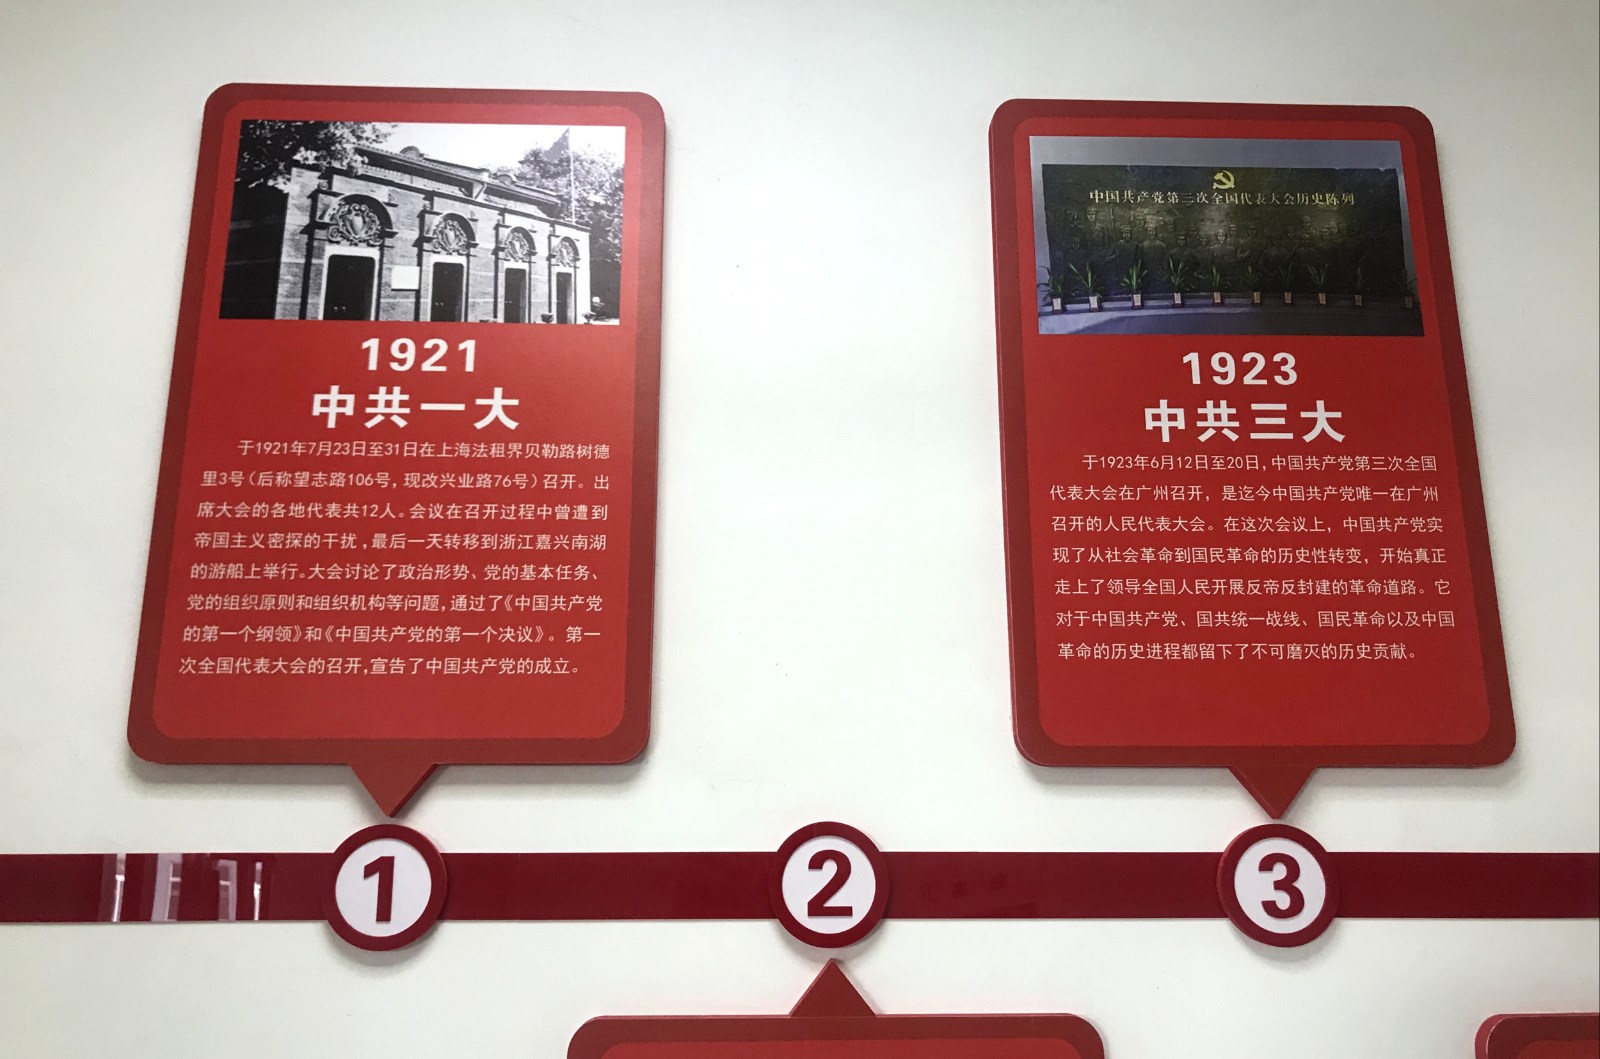 1921
中共一大
于1921年7月23日至31日在上海法租界贝勒路树德
里3号（后称望志路106号，现改兴业路76号）召开。出
席大会的各地代表共12人。会议在召开过程中曾遭到
帝国主义密探的干扰，最后一天转移到浙江嘉兴南湖
的游船上举行。大会讨论了政治形势、党的基本任务、
党的组织原则和组织机构等问题，通过了《中国共产党
的第一个纲领》和《中国共产党的第一个决议》。第一
次全国代表大会的召开，宣告了中国共产党的成立。
中国共产党第三次全国代表大会历史陈列
1923
中共三大
于1923年6月12日至20日，中国共产党第三次全国
代表大会在广州召开，是迄今中国共产党唯一在广州
召开的人民代表大会。在这次会议上，中国共产党实
现了从社会革命到国民革命的历史性转变，开始真正
走上了领导全国人民开展反帝反封建的革命道路。它
对于中国共产党、国共统一战线、国民革命以及中国
革命的历史进程都留下了不可磨灭的历史贡献。
1
2
3